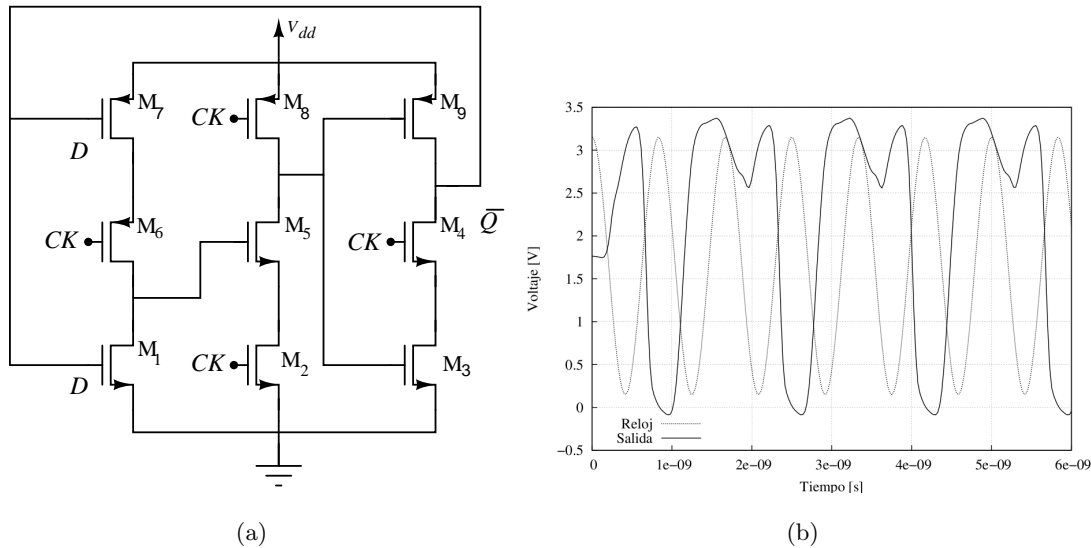 V_dd
M_7
CK
M_8
M_9
D
CK
M_6
M_5
CK
M_4
Q̅
M_1
CK
M_2
M_3
D
(a)
3.5
3
2.5
2
1.5
1
0.5
0
−0.5
Voltaje [V]
Reloj
Salida
0
1e−09
2e−09
3e−09
4e−09
5e−09
6e−09
Tiempo [s]
(b)